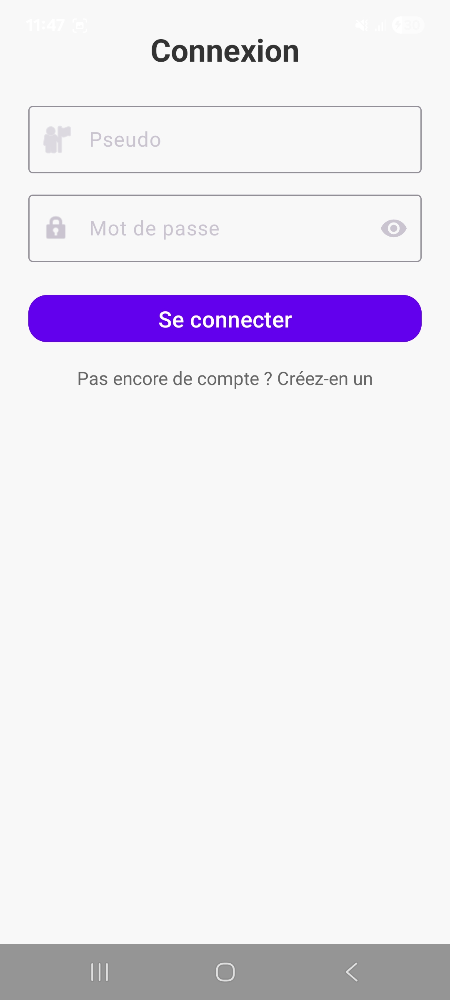 11:47
30
Connexion
Pseudo
Mot de passe
Se connecter
Pas encore de compte ? Créez-en un